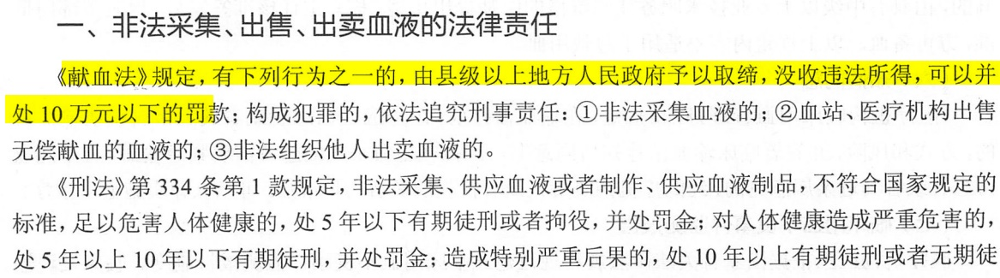 一、非法采集、出售、出卖血液的法律责任
《献血法》规定，有下列行为之一的，由县级以上地方人民政府予以取缔，没收违法所得，可以并
处 10 万元以下的罚款；构成犯罪的，依法追究刑事责任：①非法采集血液的；②血站、医疗机构出售
无偿献血的血液的；③非法组织他人出卖血液的。
《刑法》第 334 条第 1 款规定，非法采集、供应血液或者制作、供应血液制品，不符合国家规定的
标准，足以危害人体健康的，处 5 年以下有期徒刑或者拘役，并处罚金；对人体健康造成严重危害的，
处 5 年以上 10 年以下有期徒刑，并处罚金；造成特别严重后果的，处 10 年以上有期徒刑或者无期徒